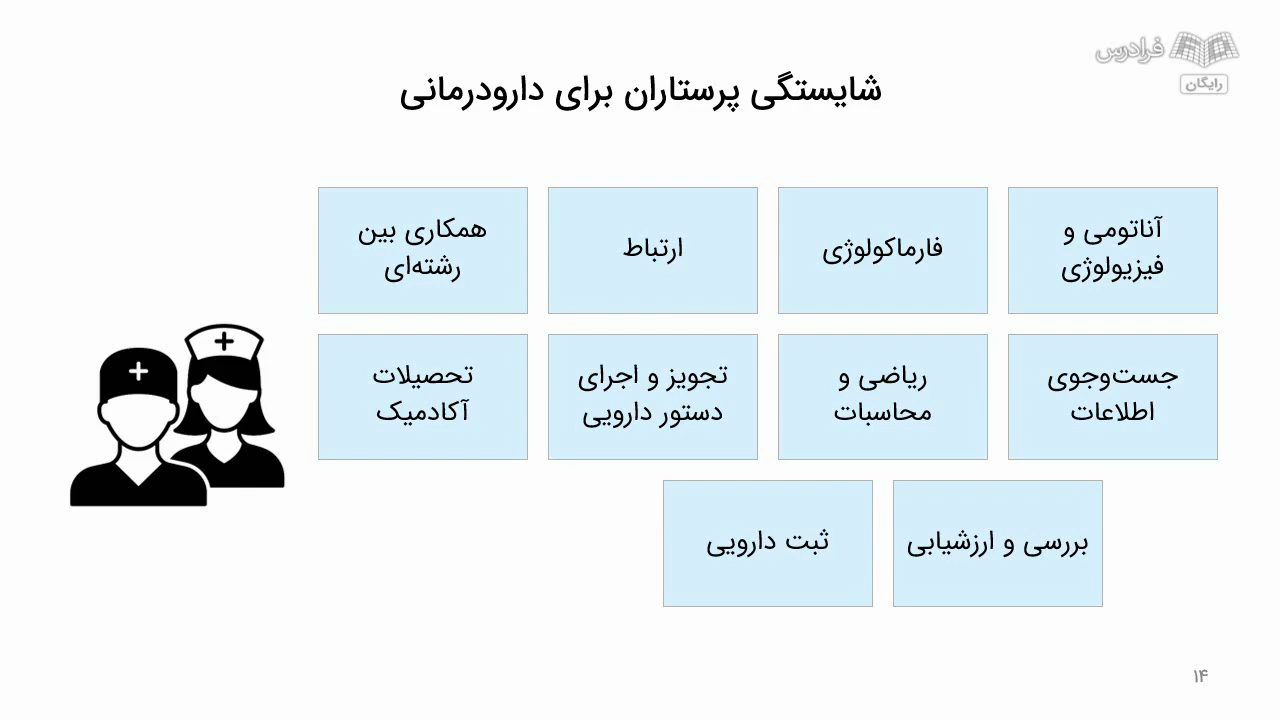 فرادرس
رایگان
شایستگی پرستاران برای دارودرمانی
آناتومی و
فیزیولوژی
فارماکولوژی
ارتباط
همکاری بین
رشته‌ای
جست‌وجوی
اطلاعات
ریاضی و
محاسبات
تجویز و اجرای
دستور دارویی
تحصیلات
آکادمیک
بررسی و ارزشیابی
ثبت دارویی
۱۴